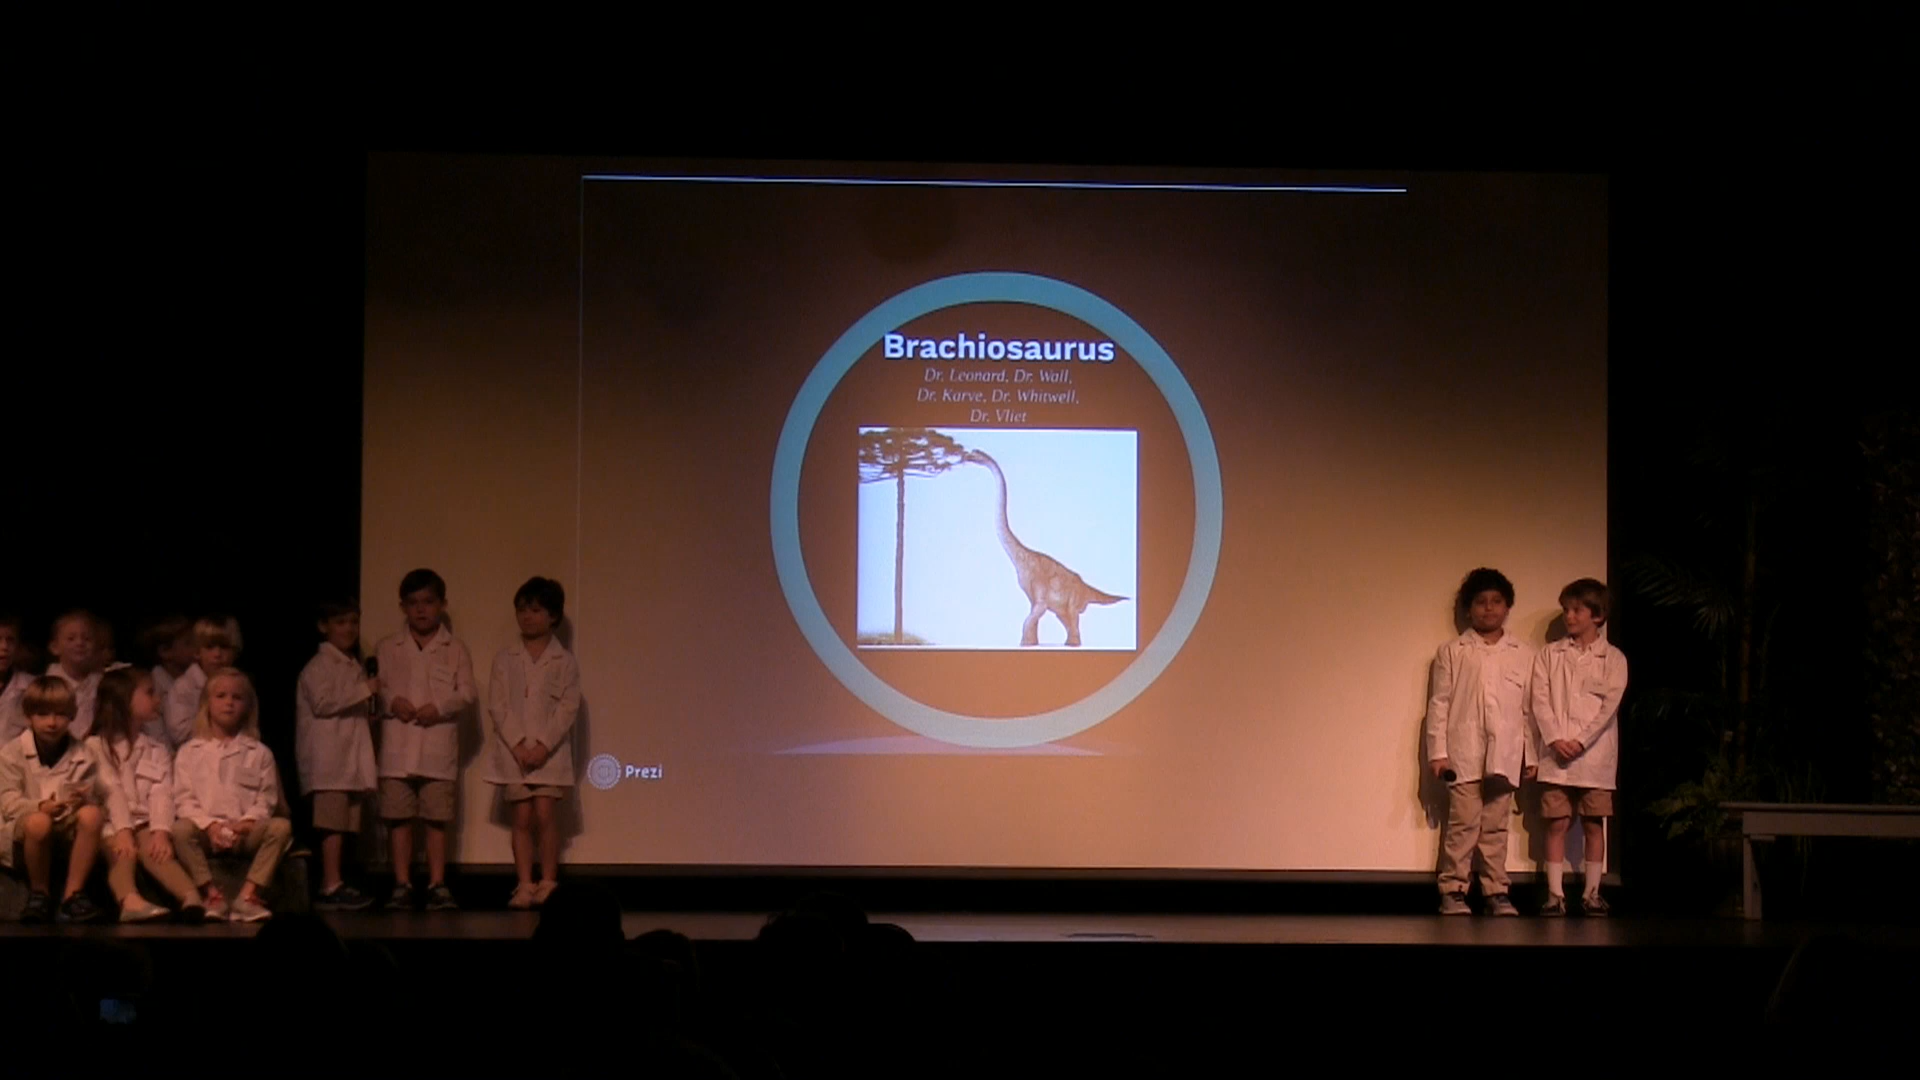 Brachiosaurus
Dr. Leonard, Dr. Wall,
Dr. Karve, Dr. Whitwell,
Dr. Vliet
Prezi